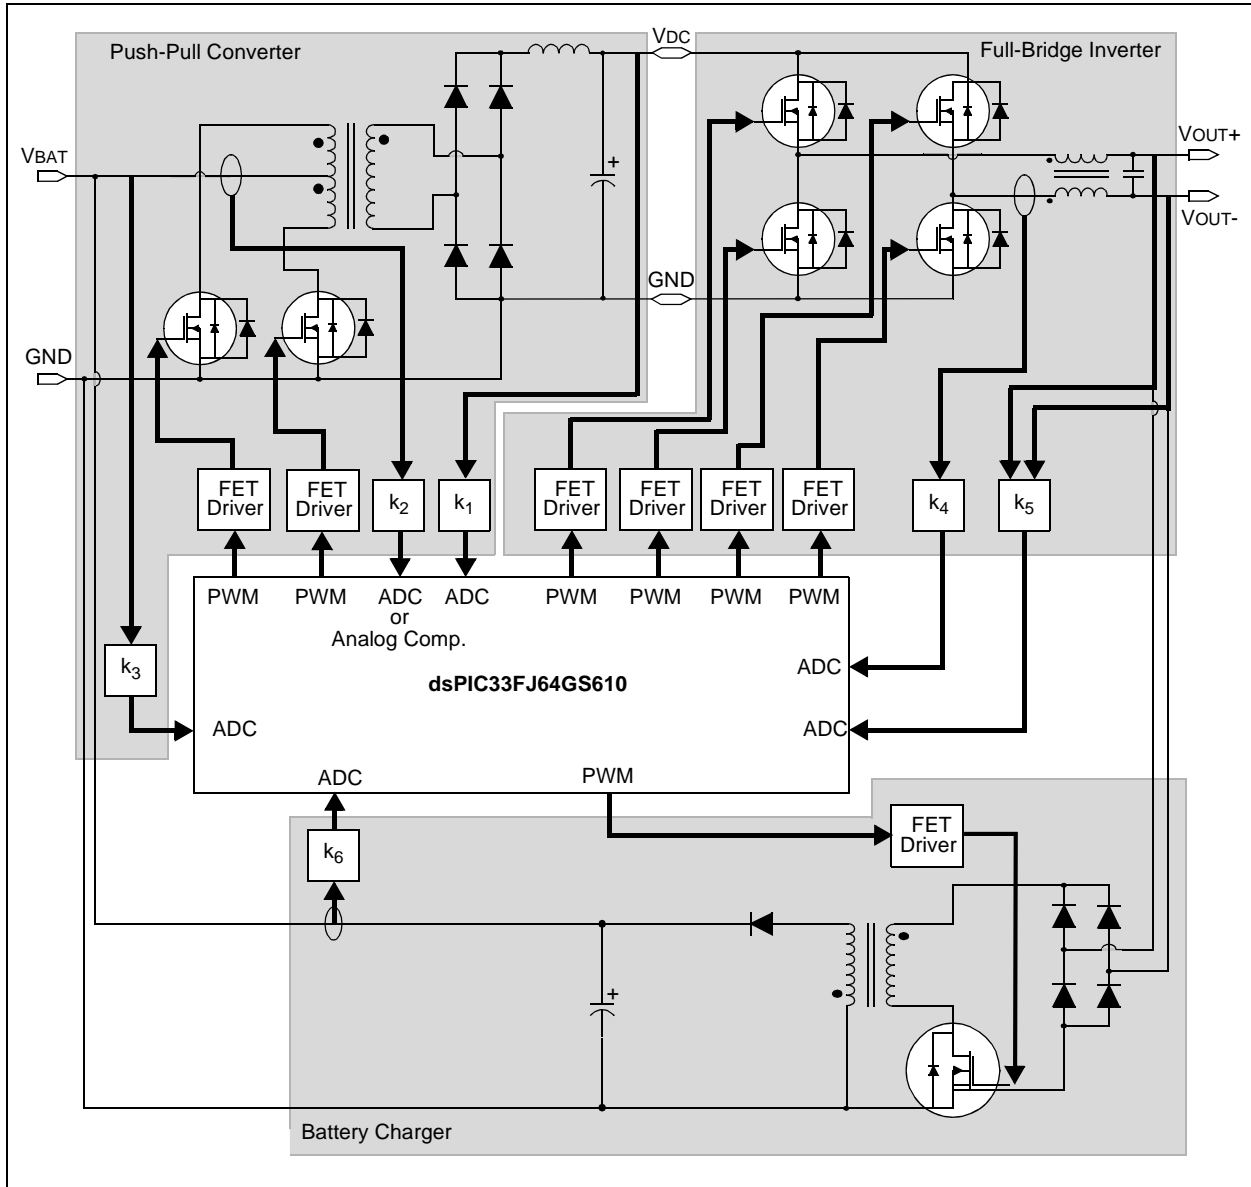 Push-Pull Converter
VDC
Full-Bridge Inverter
VBAT
VOUT+
VOUT-
+
GND
GND
FET
Driver
FET
Driver
k2
k1
FET
Driver
FET
Driver
FET
Driver
FET
Driver
k4
k5
PWM
PWM
ADC
or
Analog Comp.
ADC
PWM
PWM
PWM
PWM
k3
ADC
dsPIC33FJ64GS610
ADC
ADC
ADC
PWM
k6
FET
Driver
+
Battery Charger